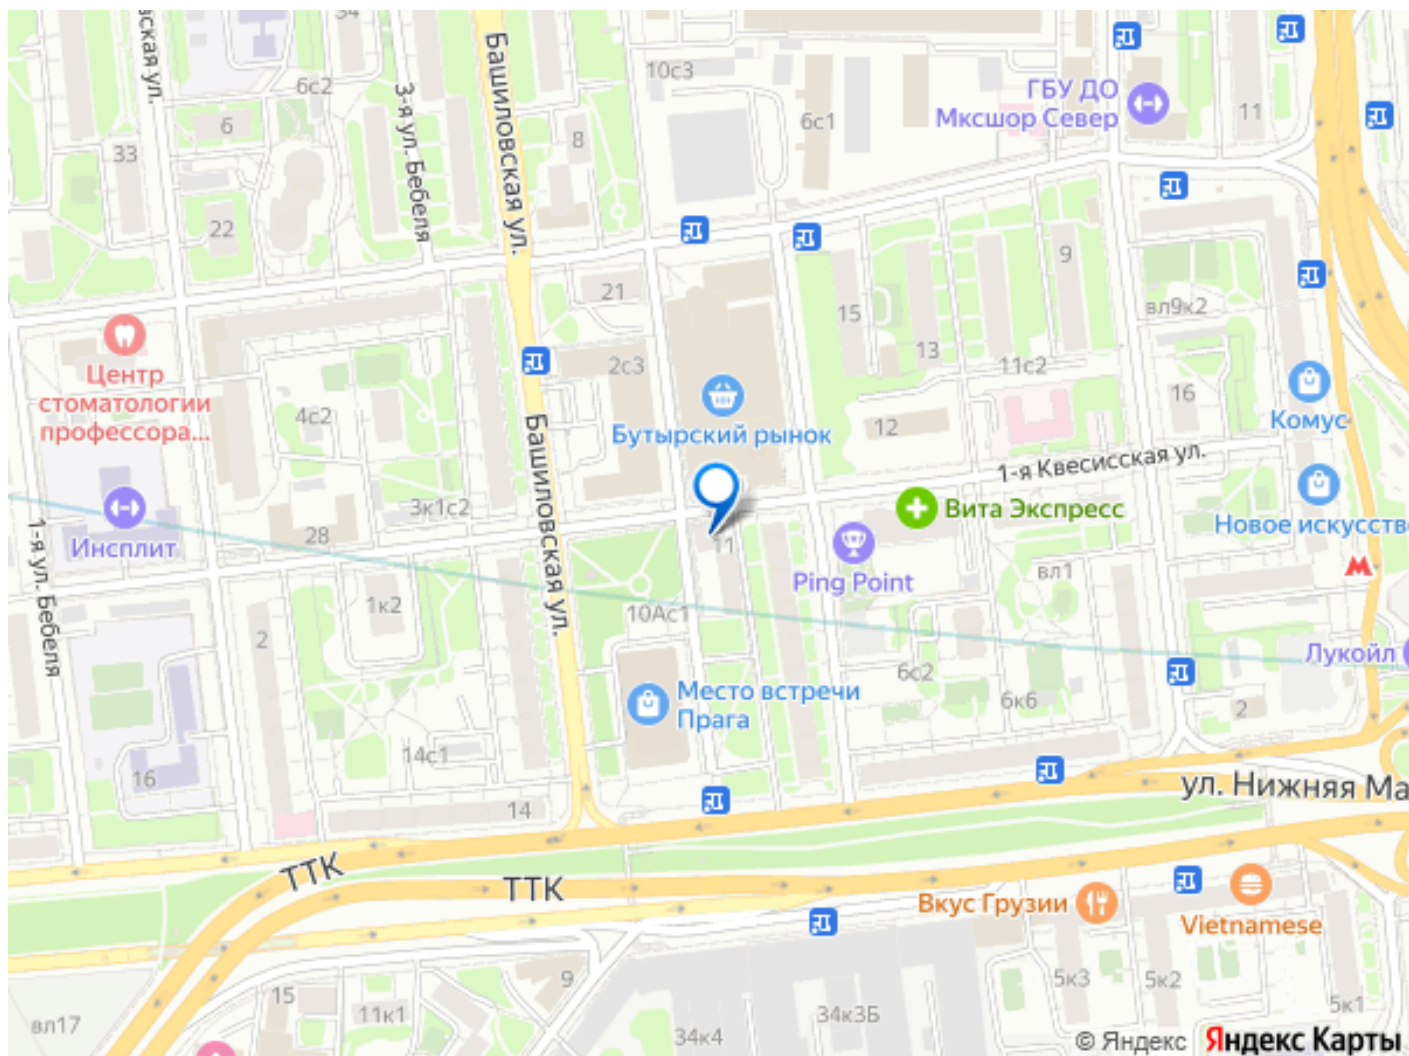 34
10с3
ГБУ ДО
Мксшор Север
6с2
6
8
6с1
11
33
3-я ул. Бебеля
Башиловская ул.
22
21
15
9
вл9к2
13
11с2
2с3
16
Центр
стоматологии
профессора...
4с2
Бутырский рынок
12
Комус
Башиловская ул.
1-я Квесисская ул.
3к1с2
28
Инсплит
11
Вита Экспресс
Ping Point
Новое искусство
вл1
1-я ул. Бебеля
1к2
10Ас1
2
6с2
6к6
Лукойл
2
Место встречи
Прага
14с1
16
14
ул. Нижняя Ма
ТТК
ТТК
Вкус Грузии
Vietnamese
9
15
11к1
вл17
34к4
34к3Б
5к3
5к2
5к1
© Яндекс
Яндекс Карты